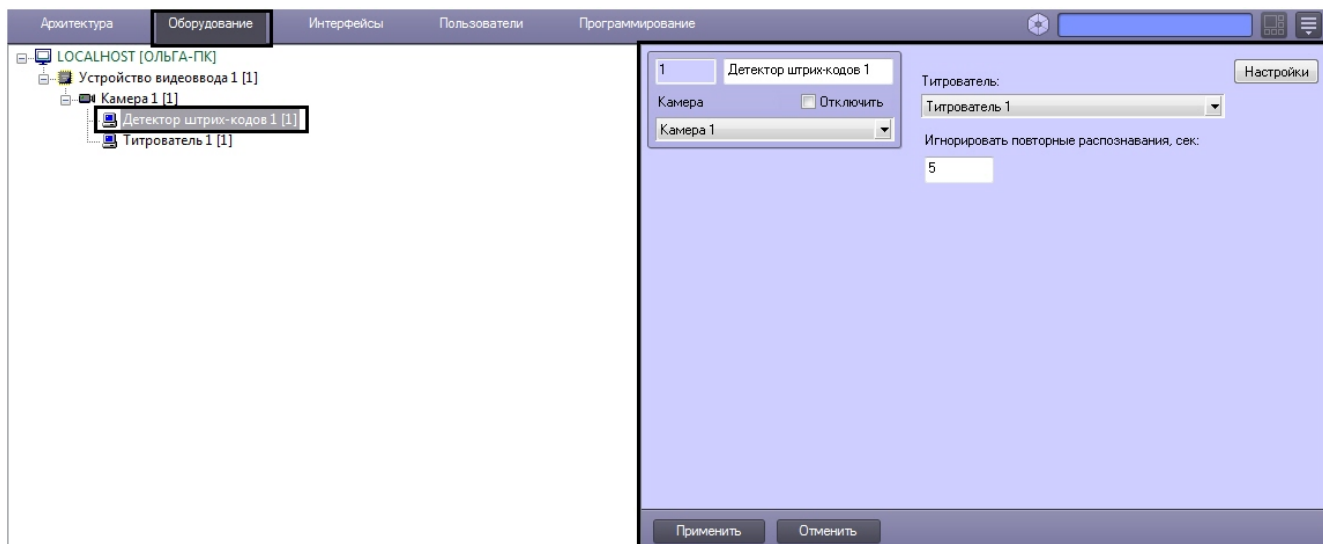 Архитектура Оборудование Интерфейсы Пользователи Программирование
LOCALHOST [ОЛЬГА-ПК]
Устройство видеоввода 1 [1]
Камера 1 [1]
Детектор штрих-кодов 1 [1]
Титрователь 1 [1]
1 Детектор штрих-кодов 1
Камера Отключить
Камера 1
Титрователь:
Титрователь 1
Игнорировать повторные распознавания, сек:
5
Настройки
Применить Отменить